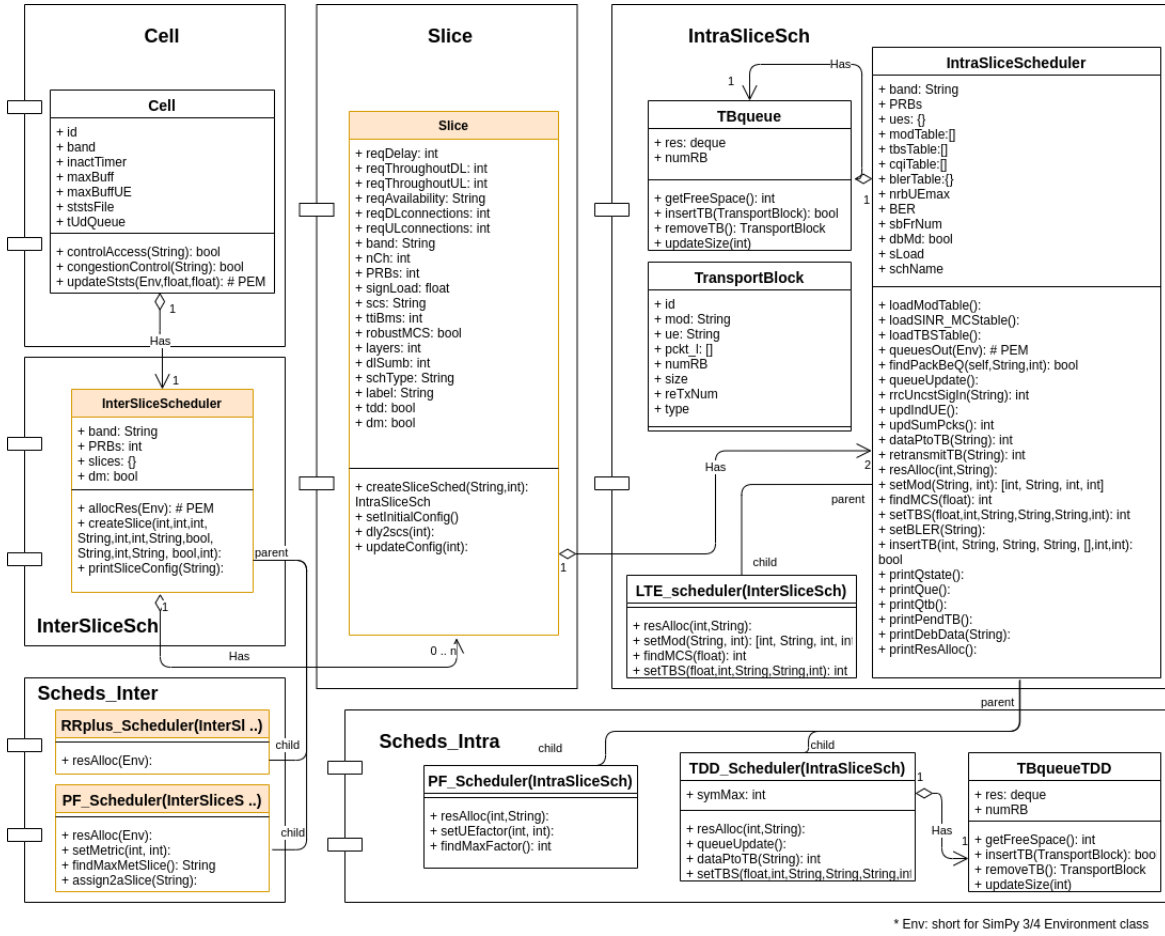 Cell
Cell
+ id
+ band
+ inactTimer
+ maxBuff
+ maxBuffUE
+ ststsFile
+ tUdQueue
+ controlAccess(String): bool
+ congestionControl(String): bool
+ updateStsts(Env,float,float): # PEM
1
Has
1
InterSliceScheduler
+ band: String
+ PRBs: int
+ slices: {}
+ dm: bool
+ allocRes(Env): # PEM
+ createSlice(int,int,int,
String,int,int,String,bool,
String,int,String, bool,int):
+ printSliceConfig(String):
parent
1
InterSliceSch
Has
0 .. n
Scheds_Inter
RRplus_Scheduler(InterSl ..)
+ resAlloc(Env):
child
PF_Scheduler(InterSliceS ..)
+ resAlloc(Env):
+ setMetric(int, int):
+ findMaxMetSlice(): String
+ assign2aSlice(String):
child
Slice
Slice
+ reqDelay: int
+ reqThroughoutDL: int
+ reqThroughoutUL: int
+ reqAvailability: String
+ reqDLconnections: int
+ reqULconnections: int
+ band: String
+ nCh: int
+ PRBs: int
+ signLoad: float
+ scs: String
+ ttiBms: int
+ robustMCS: bool
+ layers: int
+ dlSumb: int
+ schType: String
+ label: String
+ tdd: bool
+ dm: bool
+ createSliceSched(String,int):
IntraSliceSch
+ setInitialConfig()
+ dly2scs(int):
+ updateConfig(int):
1
Has
2
IntraSliceSch
Has
1
1
TBqueue
+ res: deque
+ numRB
+ getFreeSpace(): int
+ insertTB(TransportBlock): bool
+ removeTB(): TransportBlock
+ updateSize(int)
TransportBlock
+ id
+ mod: String
+ ue: String
+ pckt_l: []
+ numRB
+ size
+ reTxNum
+ type
IntraSliceScheduler
+ band: String
+ PRBs
+ ues: {}
+ modTable:[]
+ tbsTable:[]
+ cqiTable:[]
+ blerTable:{}
+ nrbUEmax
+ BER
+ sbFrNum
+ dbMd: bool
+ sLoad
+ schName
+ loadModTable():
+ loadSINR_MCStable():
+ loadTBSTable():
+ queuesOut(Env): # PEM
+ findPackBeQ(self,String,int): bool
+ queueUpdate():
+ rrcUncstSigIn(String): int
+ updIndUE():
+ updSumPcks(): int
+ dataPtoTB(String): int
+ retransmitTB(String): int
+ resAlloc(int,String):
+ setMod(String, int): [int, String, int, int]
+ findMCS(float): int
+ setTBS(float,int,String,String,String,int): int
+ setBLER(String):
+ insertTB(int, String, String, String, [],int,int):
bool
+ printQstate():
+ printQue():
+ printQtb():
+ printPendTB():
+ printDebData(String):
+ printResAlloc():
parent
child
LTE_scheduler(InterSliceSch)
+ resAlloc(int,String):
+ setMod(String, int): [int, String, int, int
+ findMCS(float): int
+ setTBS(float,int,String,String,int): int
parent
Scheds_Intra
child
child
PF_Scheduler(IntraSliceSch)
+ resAlloc(int,String):
+ setUEfactor(int, int):
+ findMaxFactor(): int
TDD_Scheduler(IntraSliceSch)
+ symMax: int
+ resAlloc(int,String):
+ queueUpdate():
+ dataPtoTB(String): int
+ setTBS(float,int,String,String,String,int
1
Has
1
TBqueueTDD
+ res: deque
+ numRB
+ getFreeSpace(): int
+ insertTB(TransportBlock): boo
+ removeTB(): TransportBlock
+ updateSize(int)
* Env: short for SimPy 3/4 Environment class